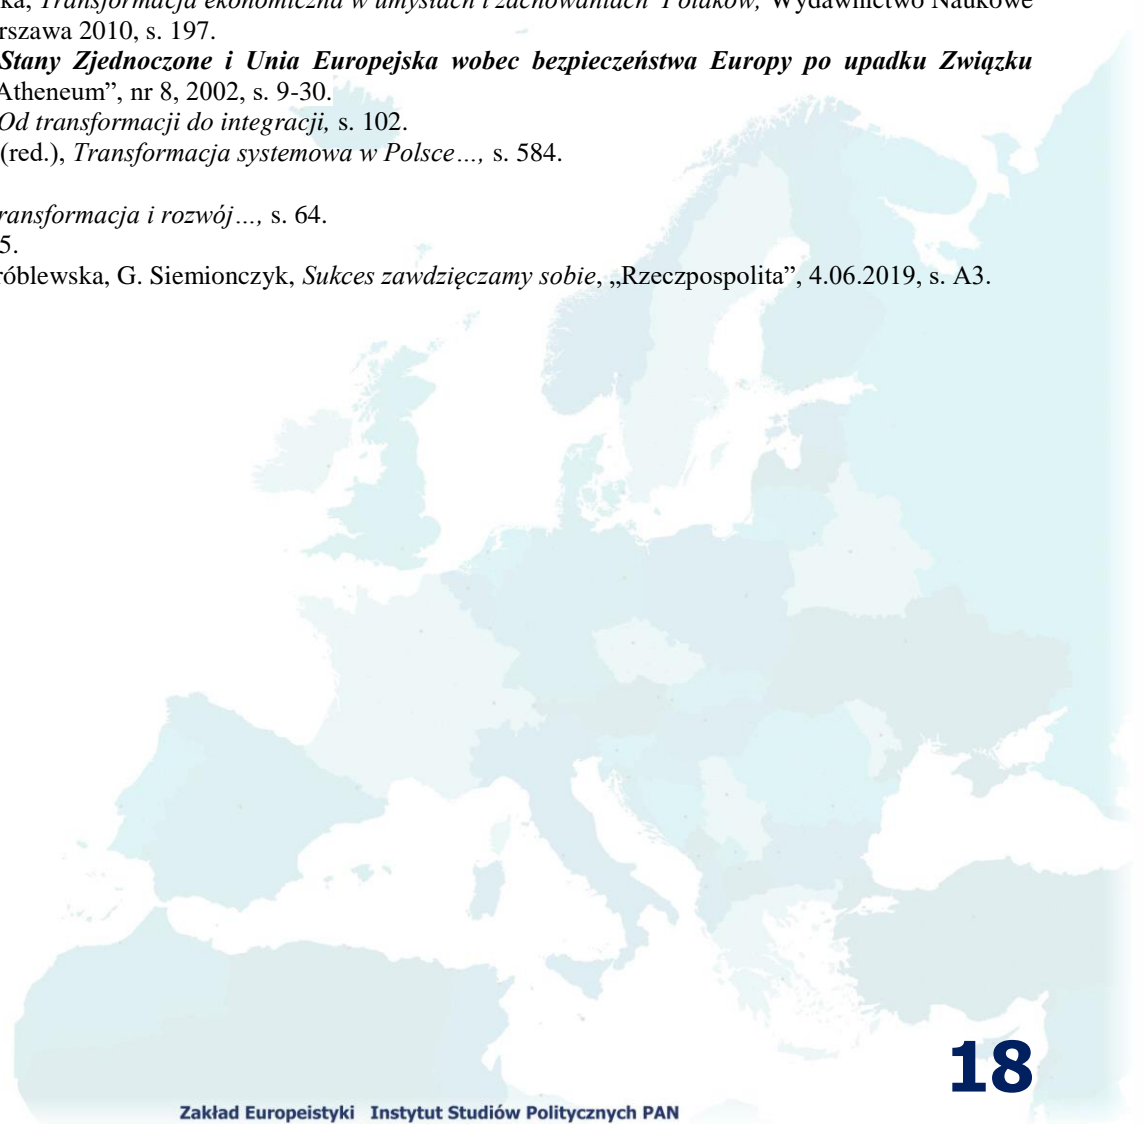 ka, Transformacja ekonomiczna w umysłach i zachowaniach Polaków, Wydawnictwo Naukowe
rszawa 2010, s. 197.
Stany Zjednoczone i Unia Europejska wobec bezpieczeństwa Europy po upadku Związku
Atheneum”, nr 8, 2002, s. 9-30.
Od transformacji do integracji, s. 102.
(red.), Transformacja systemowa w Polsce…, s. 584.
ransformacja i rozwój…, s. 64.
5.
róblewska, G. Siemionczyk, Sukces zawdzięczamy sobie, „Rzeczpospolita”, 4.06.2019, s. A3.
18
Zakład Europeistyki Instytut Studiów Politycznych PAN